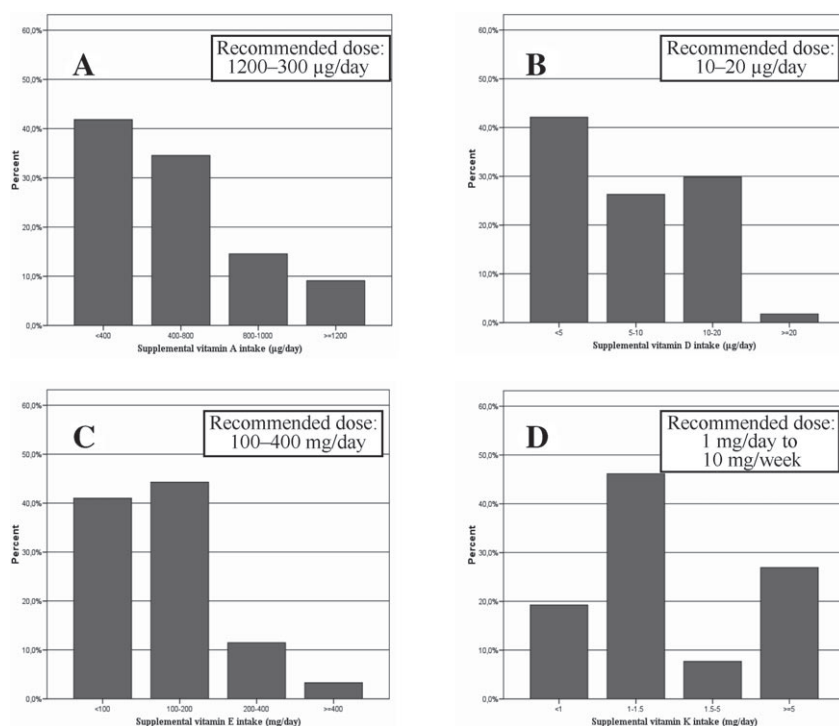 A
Recommended dose:
1200–300 µg/day
60,0%
50,0%
40,0%
30,0%
20,0%
10,0%
0,0%
Percent
<400
400-800
800-1000
>=1200
Supplemental vitamin A intake (µg/day)
B
Recommended dose:
10–20 µg/day
60,0%
50,0%
40,0%
30,0%
20,0%
10,0%
0,0%
Percent
<5
5-10
10-20
>=20
Supplemental vitamin D intake (µg/day)
C
Recommended dose:
100–400 mg/day
60,0%
50,0%
40,0%
30,0%
20,0%
10,0%
0,0%
Percent
<100
100-200
200-400
>=400
Supplemental vitamin E intake (mg/day)
D
Recommended dose:
1 mg/day to
10 mg/week
60,0%
50,0%
40,0%
30,0%
20,0%
10,0%
0,0%
Percent
<1
1-1.5
1.5-5
>=5
Supplemental vitamin K intake (mg/day)